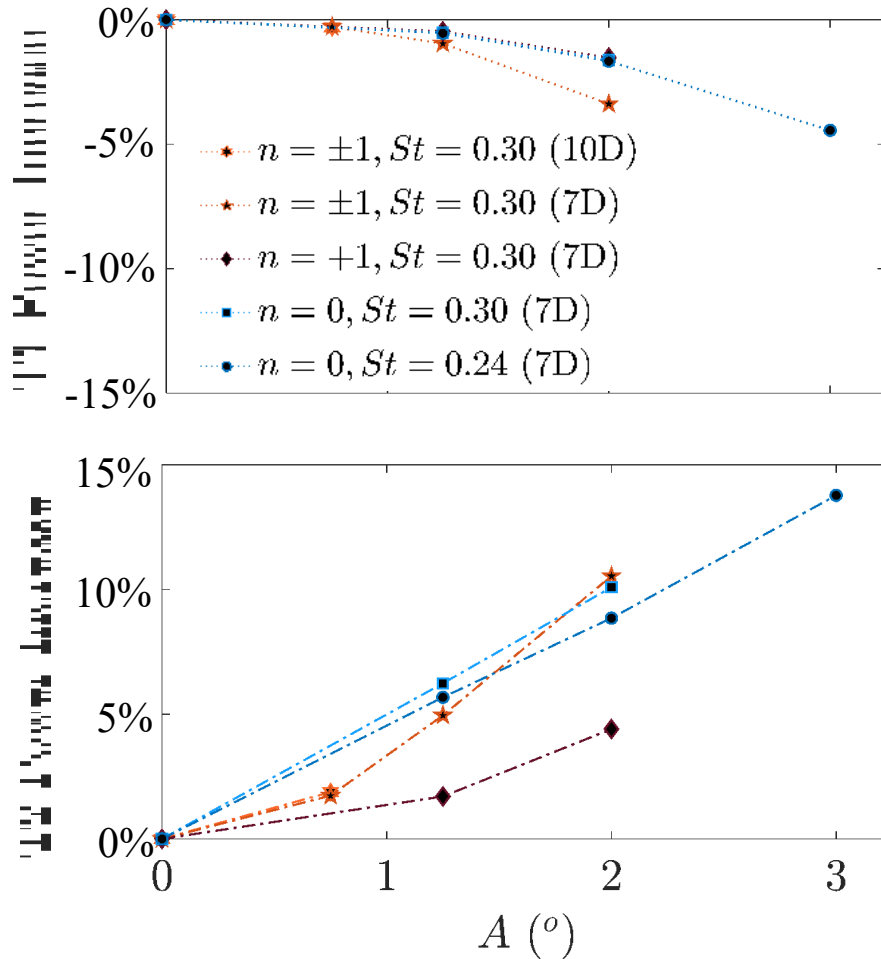 0%
-5%
-10%
-15%
n = ±1, St = 0.30 (10D)
n = ±1, St = 0.30 (7D)
n = +1, St = 0.30 (7D)
n = 0, St = 0.30 (7D)
n = 0, St = 0.24 (7D)
15%
10%
5%
0%
0 1 2 3
A (°)